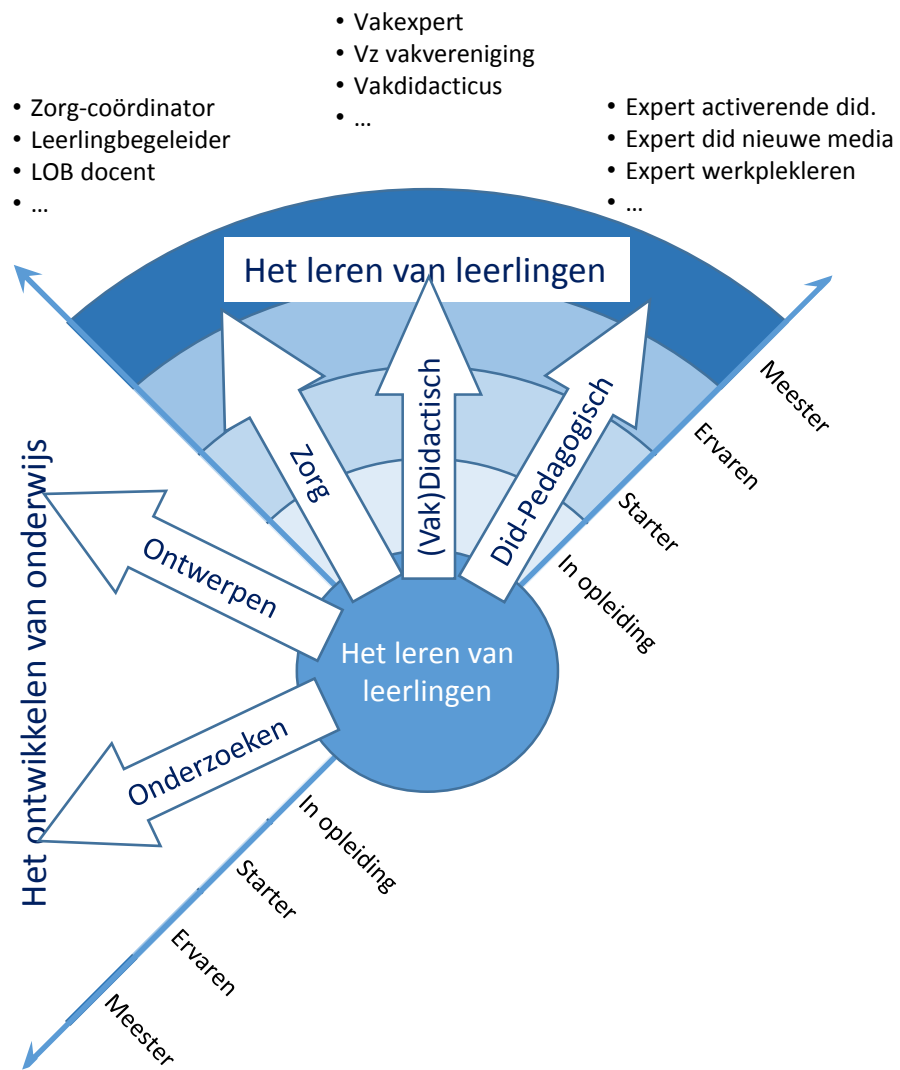 • Vakexpert
• Vz vakvereniging
• Vakdidacticus
• ...
• Zorg-coördinator
• Leerlingbegeleider
• LOB docent
• ...
• Expert activerende did.
• Expert did nieuwe media
• Expert werkplekleren
• ...
Het leren van leerlingen
Zorg
(Vak)Didactisch
Did-Pedagogisch
Meester
Ervaren
Starter
In opleiding
Het ontwikkelen van onderwijs
Ontwerpen
Onderzoeken
Het leren van
leerlingen
In opleiding
Starter
Ervaren
Meester